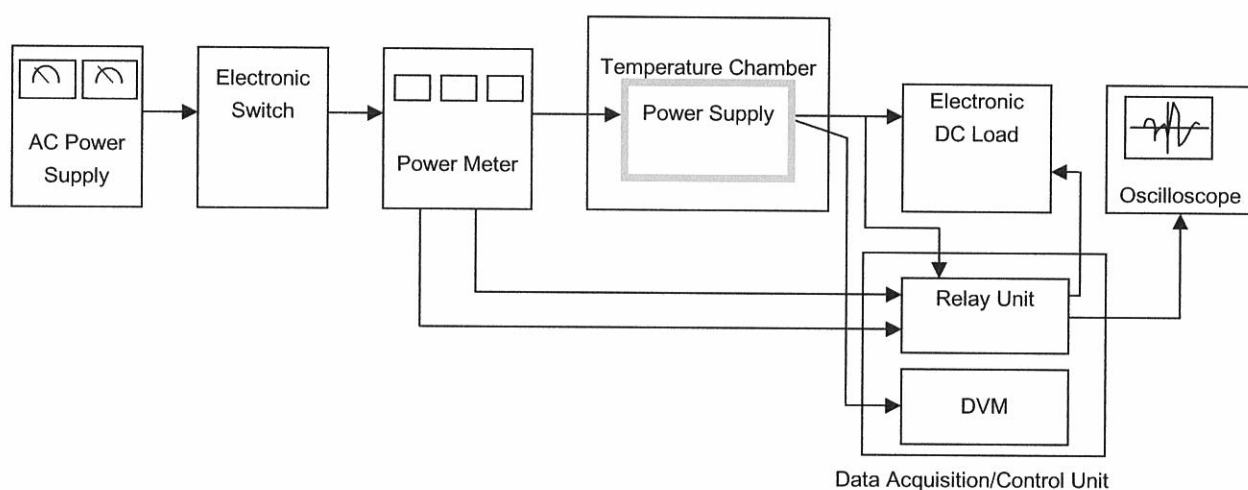 AC Power
Supply
Electronic
Switch
Power Meter
Temperature Chamber
Power Supply
Electronic
DC Load
Oscilloscope
Relay Unit
DVM
Data Acquisition/Control Unit